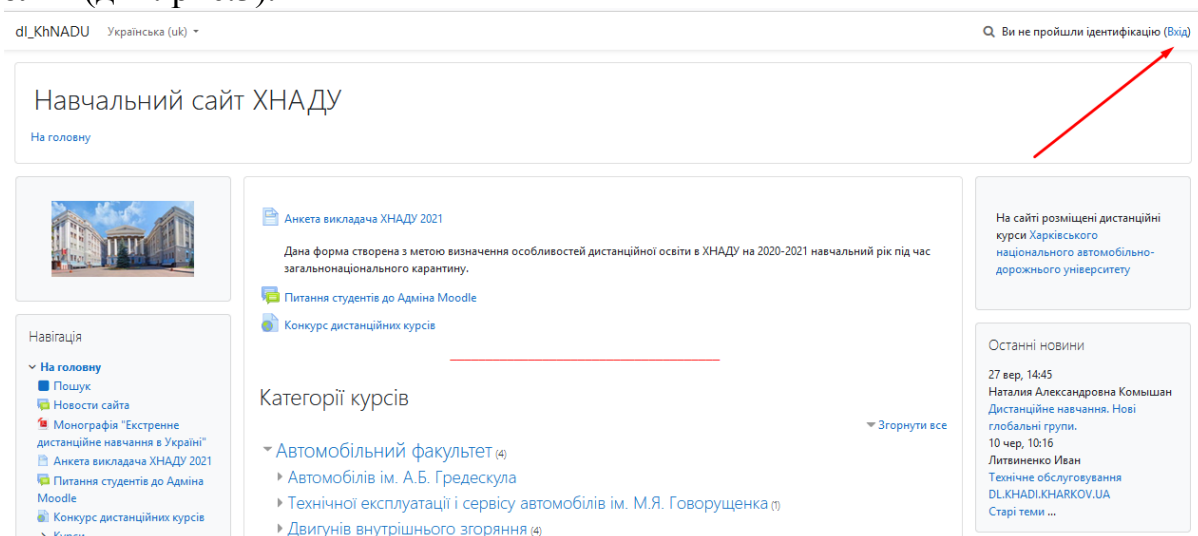 dl_KhNADU Українська (uk)
Ви не пройшли ідентифікацію (Вхід)
Навчальний сайт ХНАДУ
На головну
Навігація
На головну
Пошук
Новости сайта
Монографія "Екстренне
дистанційне навчання в Україні"
Анкета викладача ХНАДУ 2021
Питання студентів до Адміна
Moodle
Конкурс дистанційних курсів
Анкета викладача ХНАДУ 2021
Дана форма створена з метою визначення особливостей дистанційної освіти в ХНАДУ на 2020-2021 навчальний рік під час
загальнонаціонального карантину.
Питання студентів до Адміна Moodle
Конкурс дистанційних курсів
Категорії курсів
Згорнути все
Автомобільний факультет (4)
Автомобілів ім. А.Б. Гредескула
Технічної експлуатації і сервісу автомобілів ім. М.Я. Говорущенка (1)
Двигунів внутрішнього згоряння (4)
На сайті розміщені дистанційні
курси Харківського
національного автомобільно-
дорожнього університету
Останні новини
27 вер, 14:45
Наталия Александровна Комышан
Дистанційне навчання. Нові
глобальні групи.
10 чер, 10:16
Литвиненко Иван
Технічне обслуговування
DL.KHADI.KHARKOV.UA
Старі теми ...